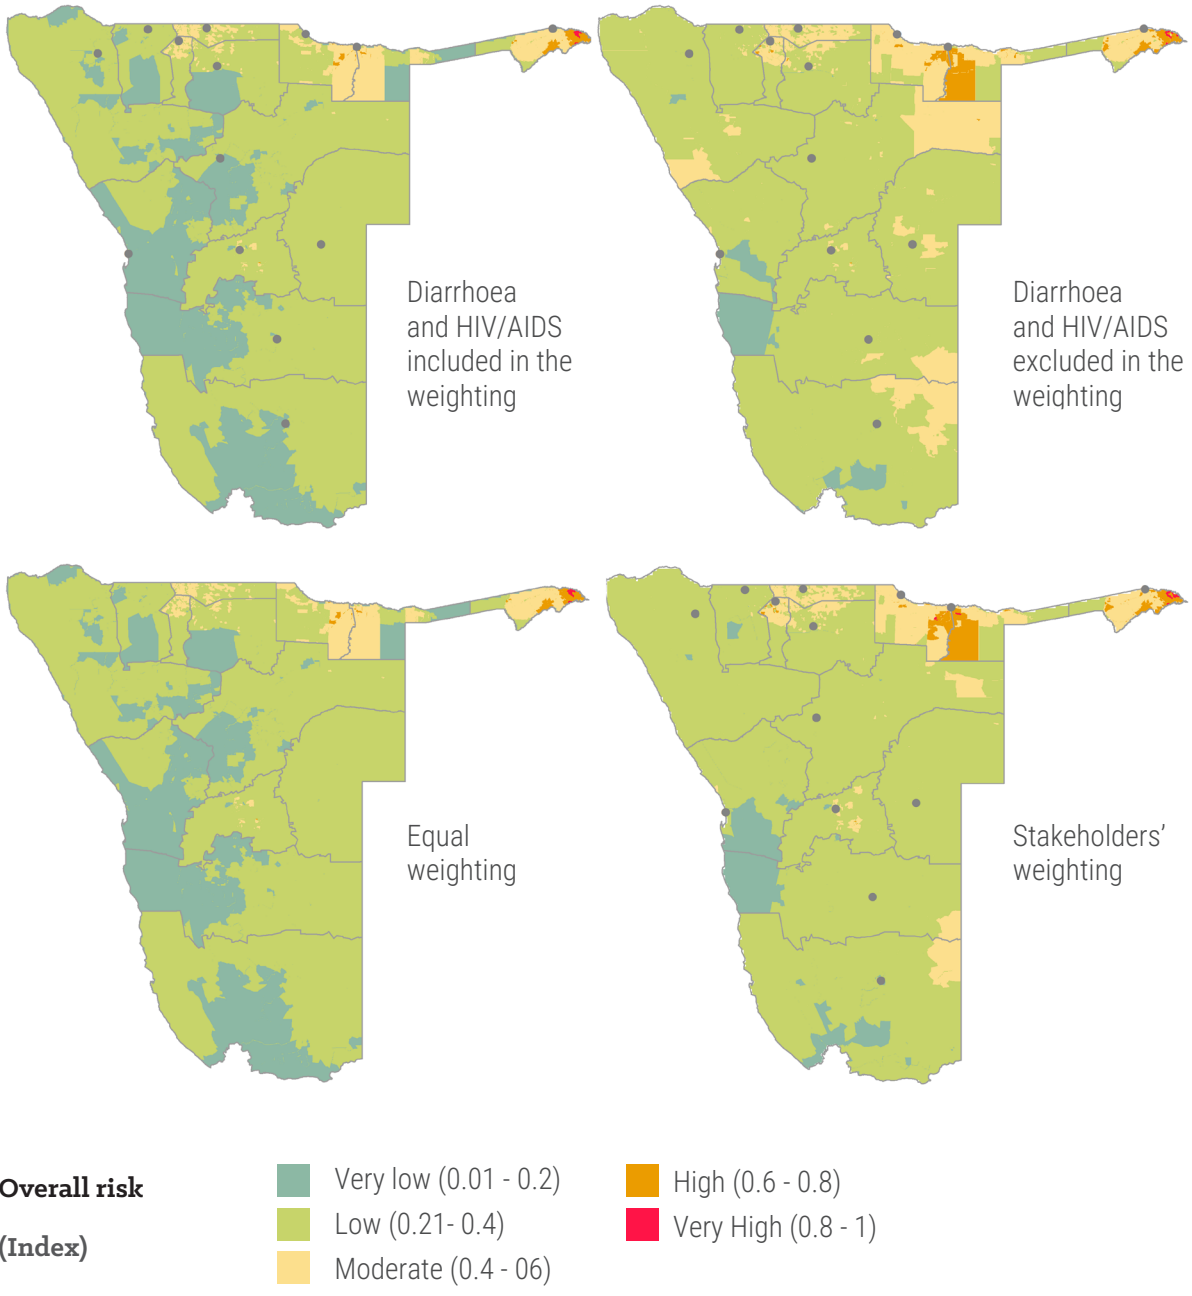 Diarrhoea
and HIV/AIDS
included in the
weighting
Diarrhoea
and HIV/AIDS
excluded in the
weighting
Equal
weighting
Stakeholders’
weighting
Overall risk
(Index)
Very low (0.01 - 0.2)
Low (0.21- 0.4)
Moderate (0.4 - 06)
High (0.6 - 0.8)
Very High (0.8 - 1)